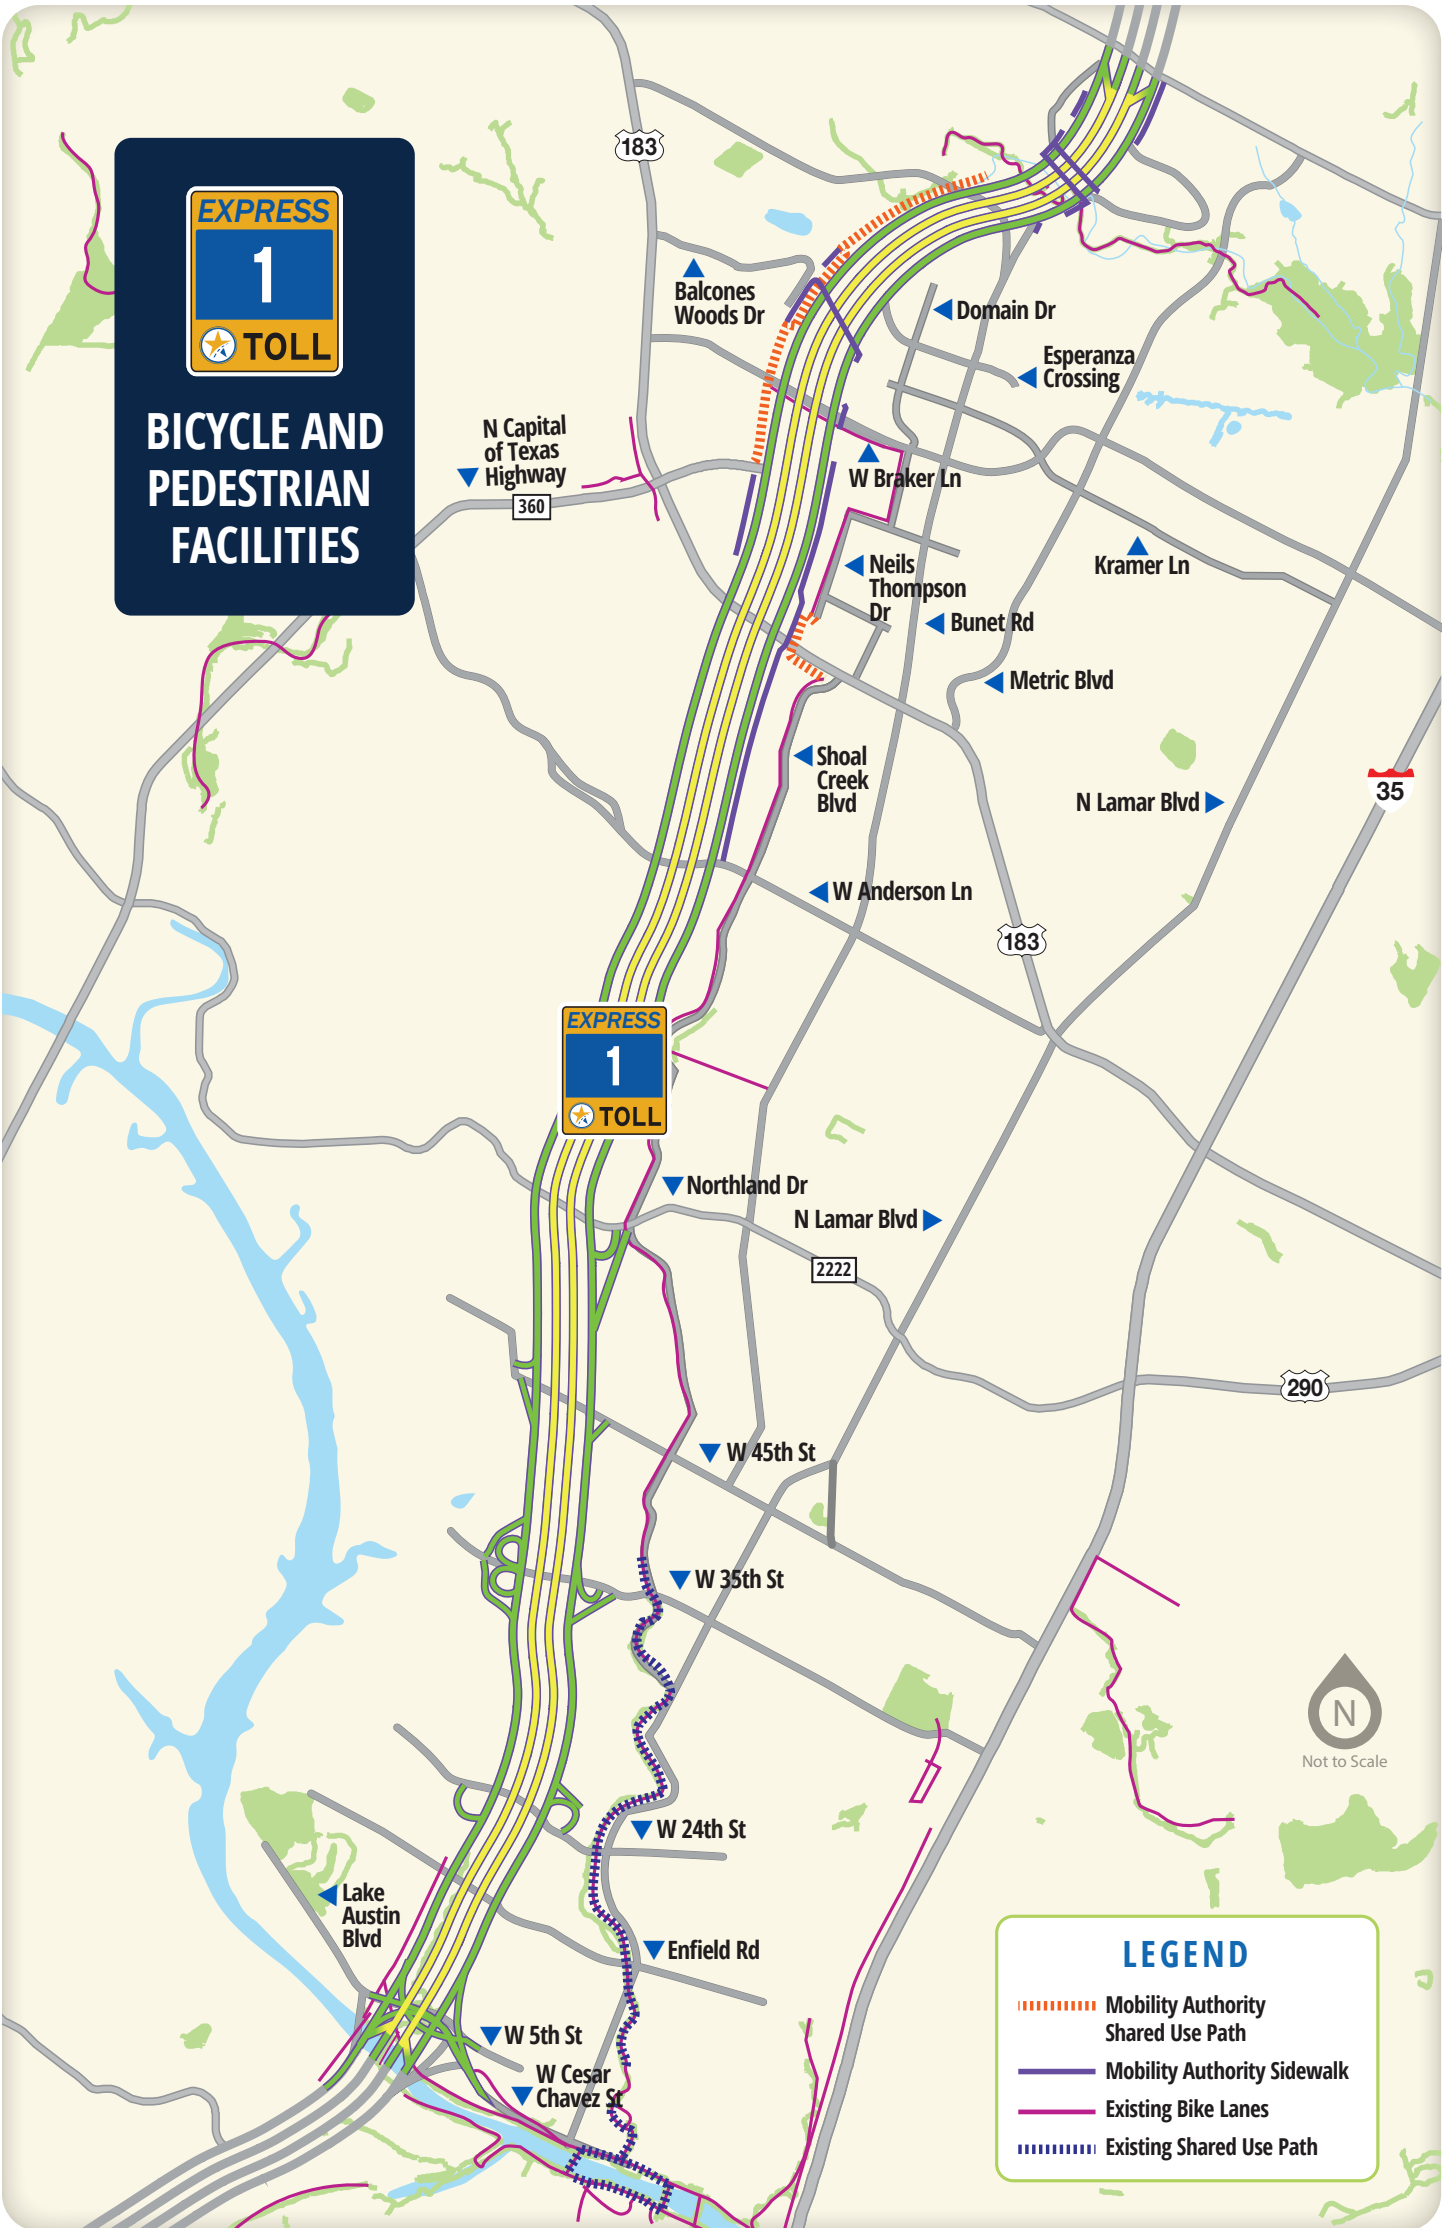 EXPRESS
1
TOLL
BICYCLE AND
PEDESTRIAN
FACILITIES
183
Balcones
Woods Dr
Domain Dr
Esperanza
Crossing
N Capital
of Texas
Highway
360
W Braker Ln
Kramer Ln
Neils
Thompson
Dr
Bunet Rd
Metric Blvd
Shoal
Creek
Blvd
N Lamar Blvd
35
W Anderson Ln
183
EXPRESS
1
TOLL
Northland Dr
N Lamar Blvd
2222
290
W 45th St
W 35th St
N
Not to Scale
W 24th St
Lake
Austin
Blvd
Enfield Rd
W 5th St
W Cesar
Chavez St
LEGEND
Mobility Authority
Shared Use Path
Mobility Authority Sidewalk
Existing Bike Lanes
Existing Shared Use Path